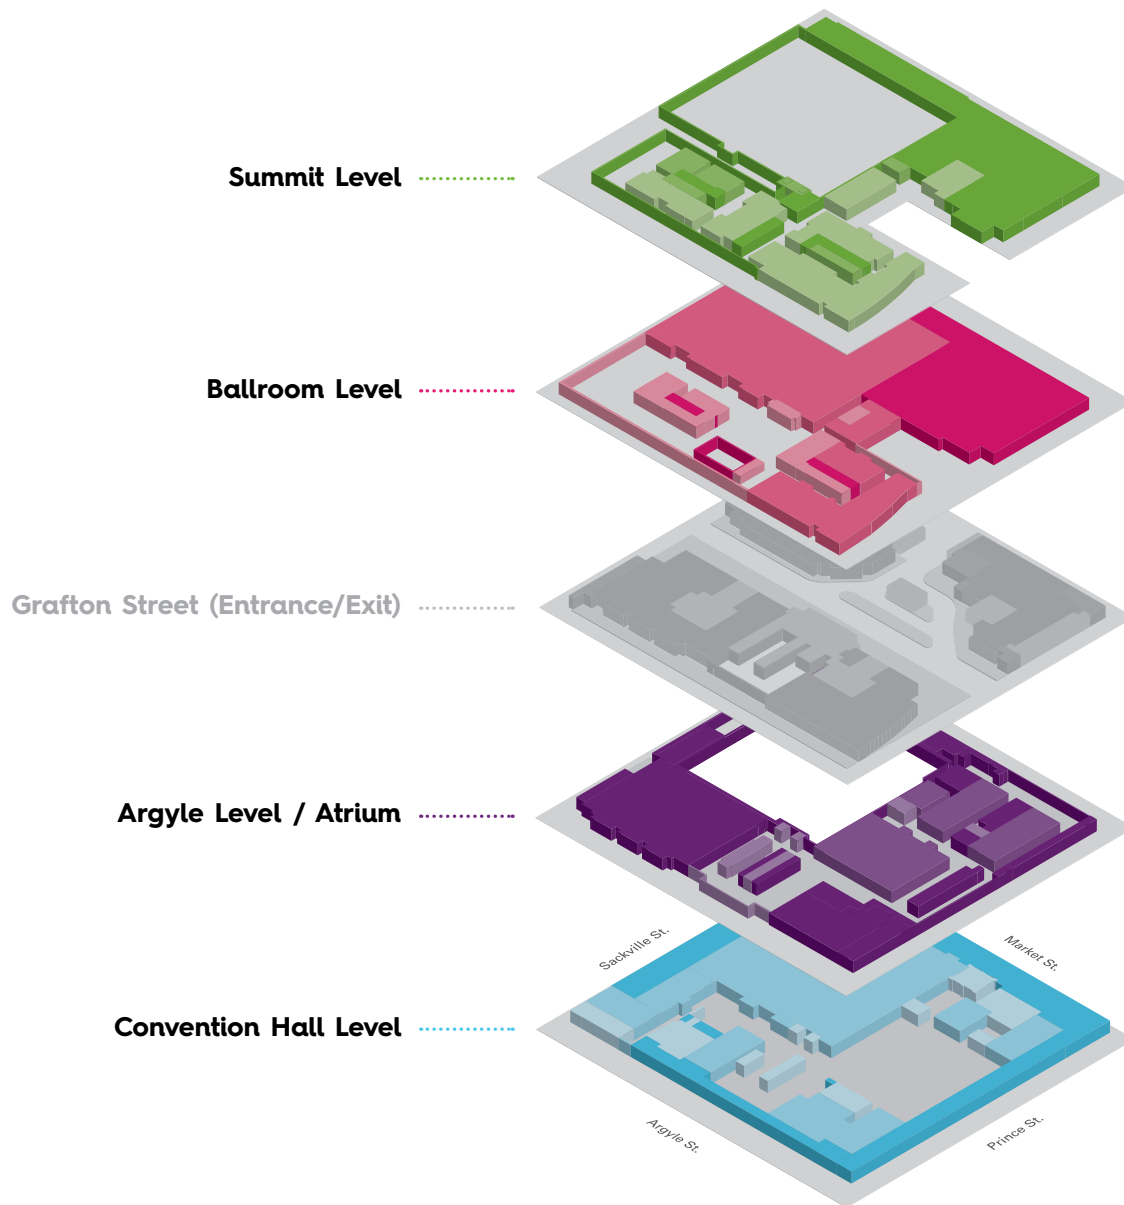 Summit Level
Ballroom Level
Grafton Street (Entrance/Exit)
Argyle Level / Atrium
Sackville St.
Market St.
Convention Hall Level
Argyle St.
Prince St.